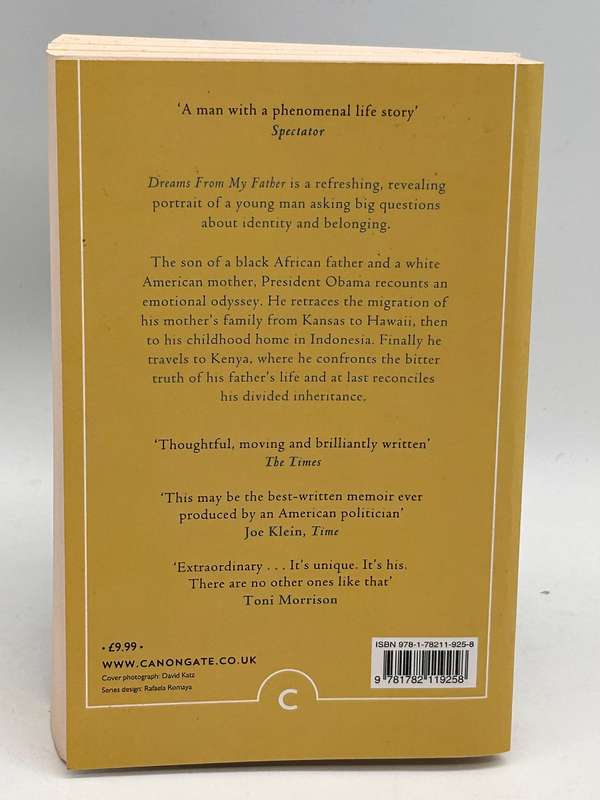 ‘A man with a phenomenal life story’
Spectator
Dreams From My Father is a refreshing, revealing
portrait of a young man asking big questions
about identity and belonging.
The son of a black African father and a white
American mother, President Obama recounts an
emotional odyssey. He retraces the migration of
his mother’s family from Kansas to Hawaii, then
to his childhood home in Indonesia. Finally he
travels to Kenya, where he confronts the bitter
truth of his father’s life and at last reconciles
his divided inheritance.
‘Thoughtful, moving and brilliantly written’
The Times
‘This may be the best-written memoir ever
produced by an American politician’
Joe Klein, Time
‘Extraordinary . . . It’s unique. It’s his.
There are no other ones like that’
Toni Morrison
• £9.99 •
WWW.CANONGATE.CO.UK
Cover photograph: David Katz
Series design: Rafaela Romaya
ISBN 978-1-78211-925-8
9 781782 119258
C